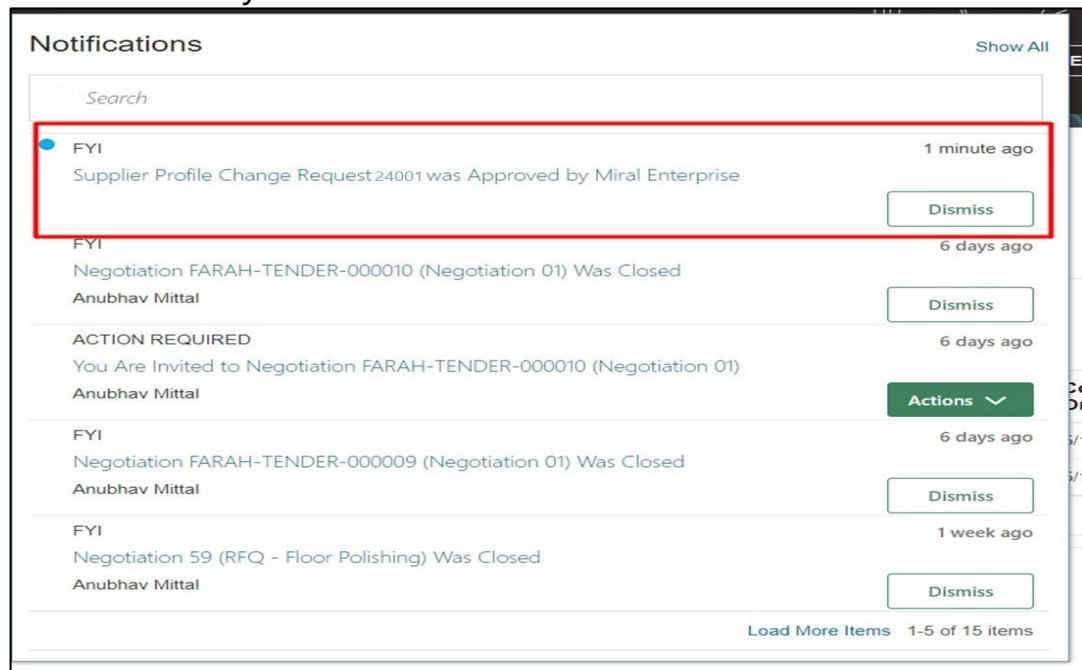 Notifications
Show All
Search
FYI
1 minute ago
Supplier Profile Change Request 24001 was Approved by Miral Enterprise
Dismiss
FYI
6 days ago
Negotiation FARAH-TENDER-000010 (Negotiation 01) Was Closed
Anubhav Mittal
Dismiss
ACTION REQUIRED
6 days ago
You Are Invited to Negotiation FARAH-TENDER-000010 (Negotiation 01)
Anubhav Mittal
Actions
FYI
6 days ago
Negotiation FARAH-TENDER-000009 (Negotiation 01) Was Closed
Anubhav Mittal
Dismiss
FYI
1 week ago
Negotiation 59 (RFQ - Floor Polishing) Was Closed
Anubhav Mittal
Dismiss
Load More Items 1-5 of 15 items